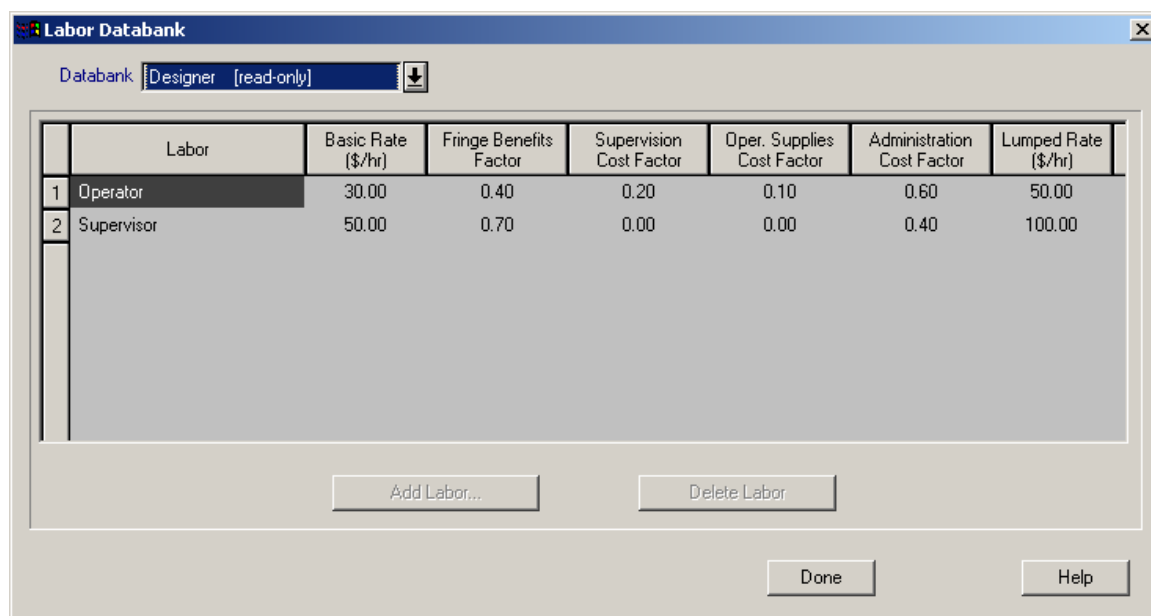 Labor Databank
Databank Designer [read-only]
Labor Basic Rate ($/hr) Fringe Benefits Factor Supervision Cost Factor Oper. Supplies Cost Factor Administration Cost Factor Lumped Rate ($/hr)
1 Operator 30.00 0.40 0.20 0.10 0.60 50.00
2 Supervisor 50.00 0.70 0.00 0.00 0.40 100.00
Add Labor... Delete Labor
Done Help